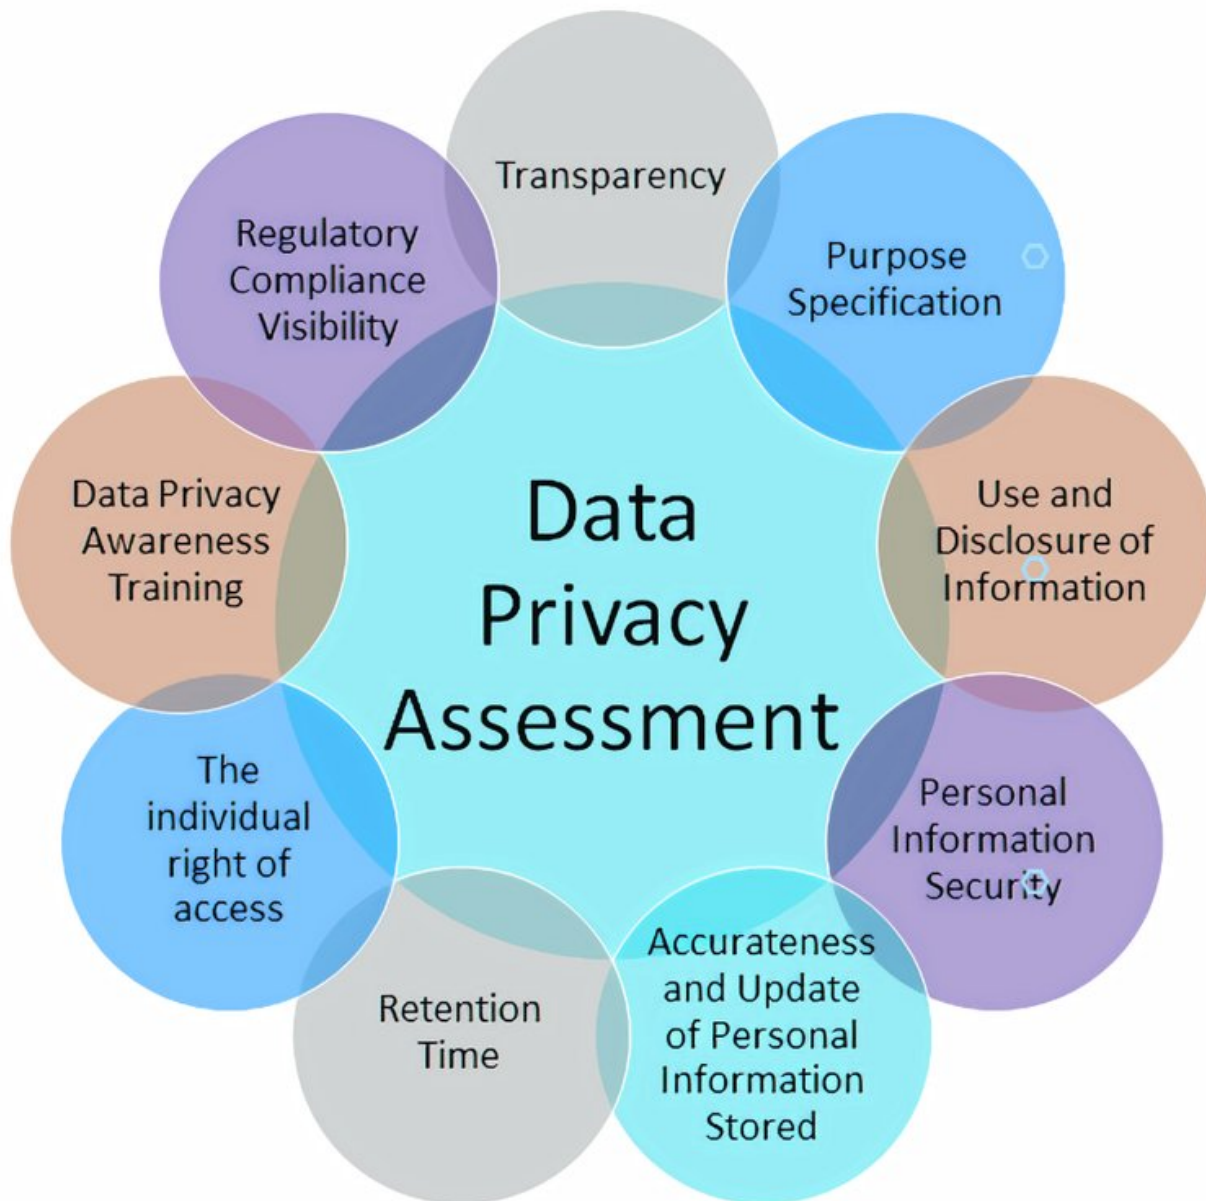 Transparency
Purpose
Specification
Use and
Disclosure of
Information
Personal
Information
Security
Accurateness
and Update
of Personal
Information
Stored
Retention
Time
The
individual
right of
access
Data Privacy
Awareness
Training
Regulatory
Compliance
Visibility
Data
Privacy
Assessment